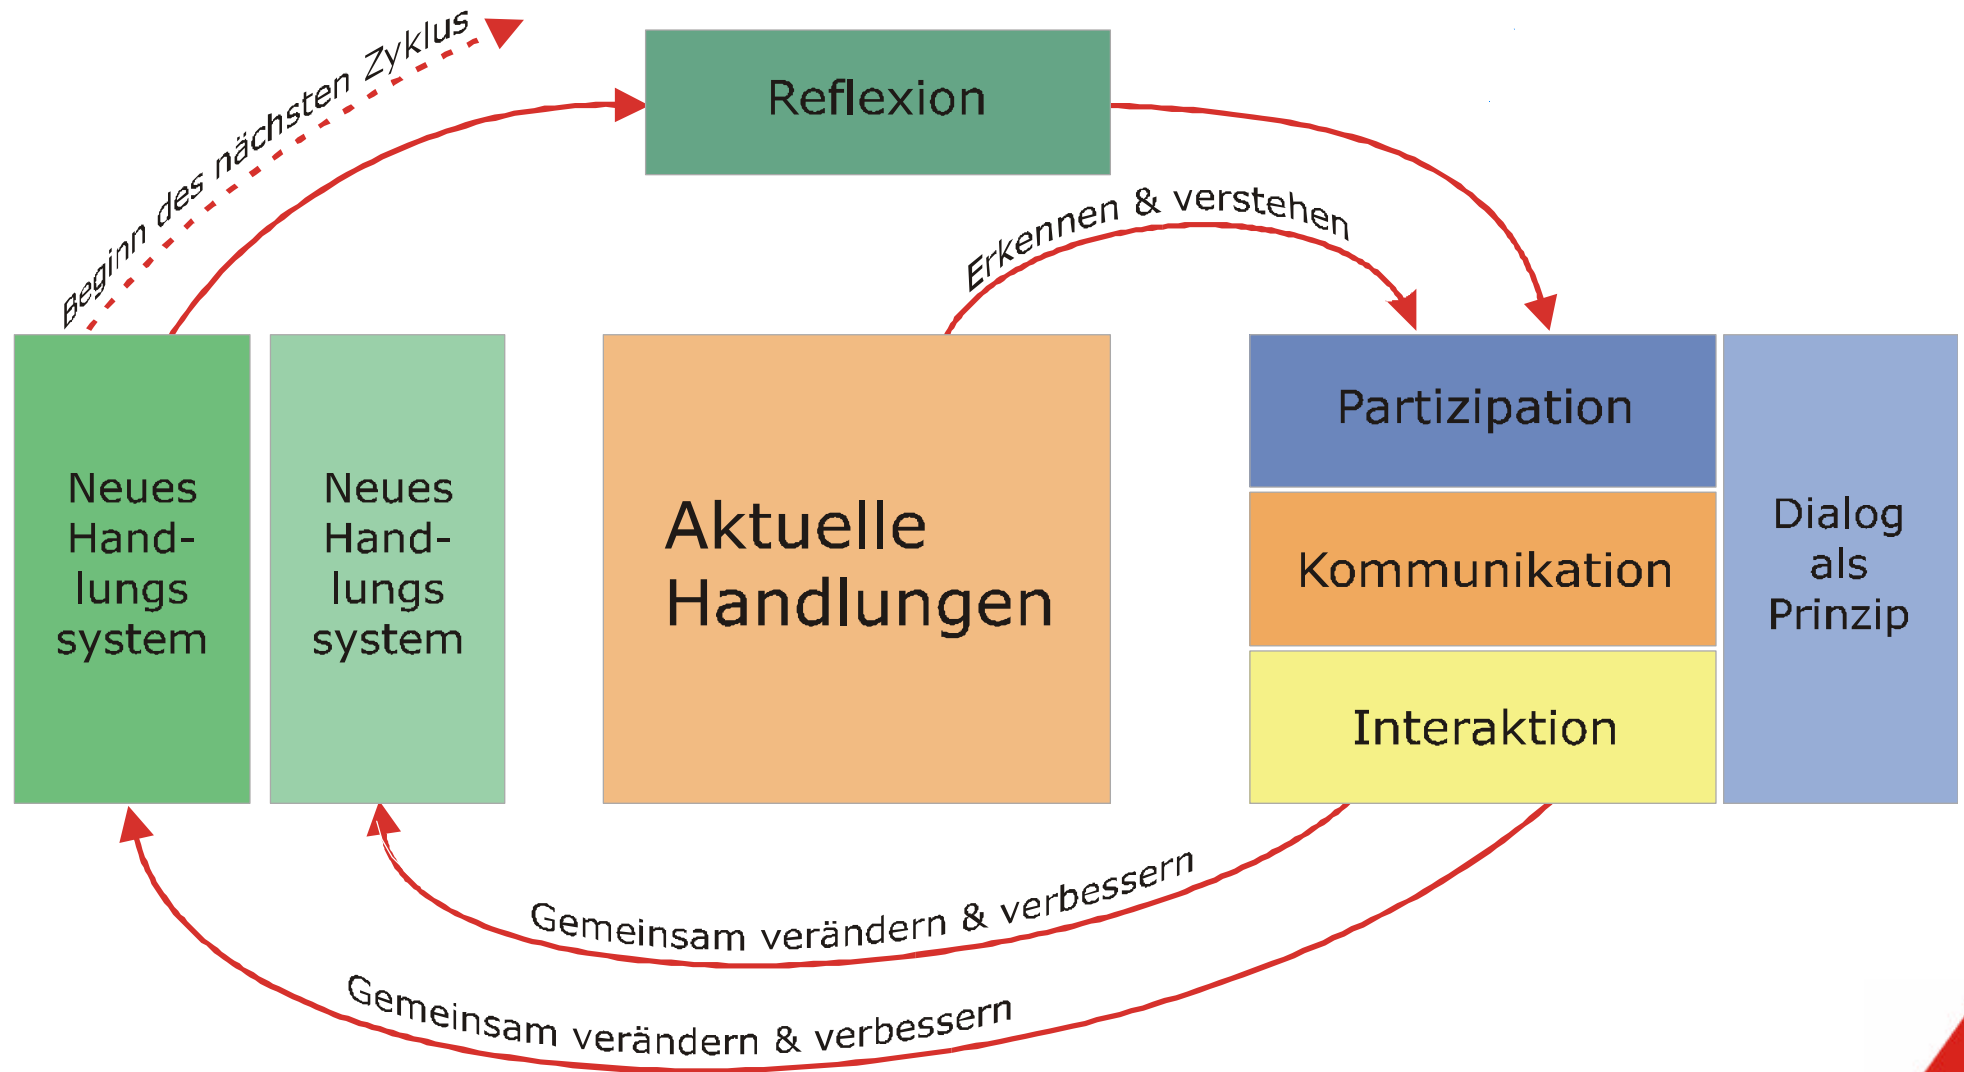 Beginn des nächsten Zyklus
Reflexion
Erkennen & verstehen
Neues
Hand-
lungs
system
Neues
Hand-
lungs
system
Aktuelle
Handlungen
Partizipation
Kommunikation
Interaktion
Dialog
als
Prinzip
Gemeinsam verändern & verbessern
Gemeinsam verändern & verbessern